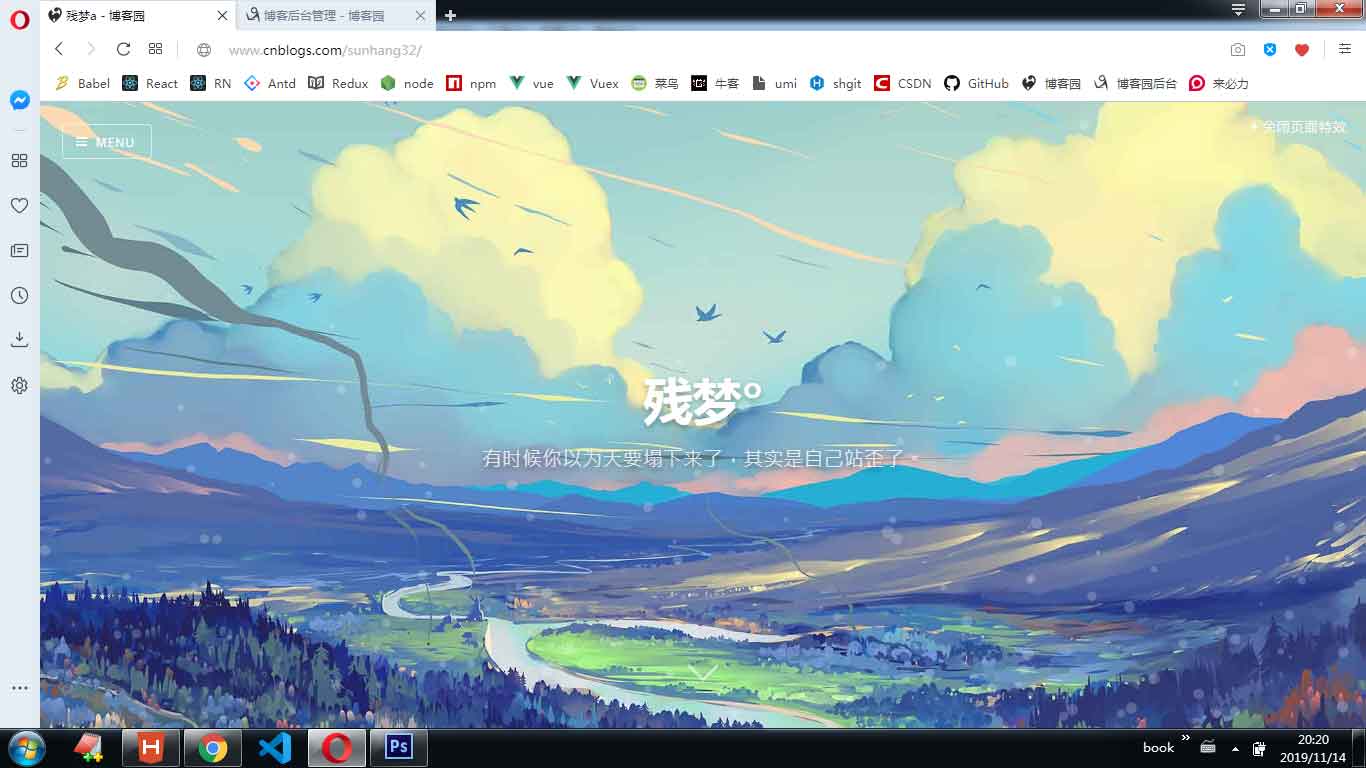 残梦a - 博客园
博客后台管理 - 博客园
www.cnblogs.com/sunhang32/
Babel React RN Antd Redux node npm vue Vuex 菜鸟 牛客 umi shgit CSDN GitHub 博客园 博客园后台 来必力
MENU
+ 全闭页面特效
残梦°
有时候你以为天要塌下来了，其实是自己站歪了。
Ps
book
20:20
2019/11/14